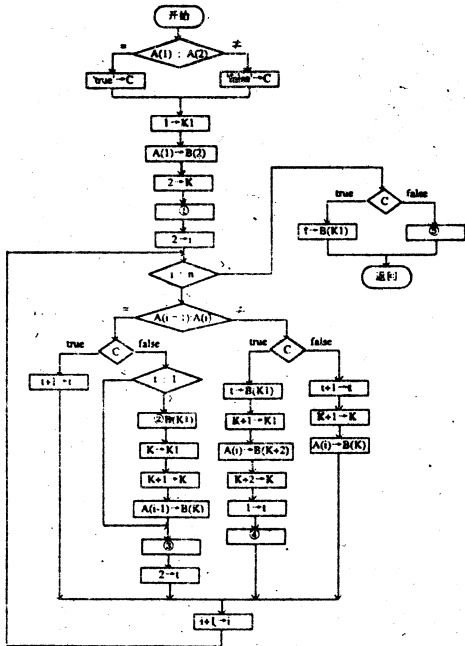 开始
=
A(1) : A(2)
≠
'true'→C
'false'→C
1→K1
A(1)→B(2)
2→K
①
2→i
i : n
C
true
false
t→B(K1)
⑤
返回
=
A(i-1):A(i)
≠
true
C
false
t+1→t
t : 1
②B(K1)
K→K1
K+1→K
A(i-1)→B(K)
③
2→t
true
C
false
t→B(K1)
K+1→K1
A(i)→B(K+2)
K+2→K
1→t
④
t+1→t
K+1→K
A(i)→B(K)
i+1→i